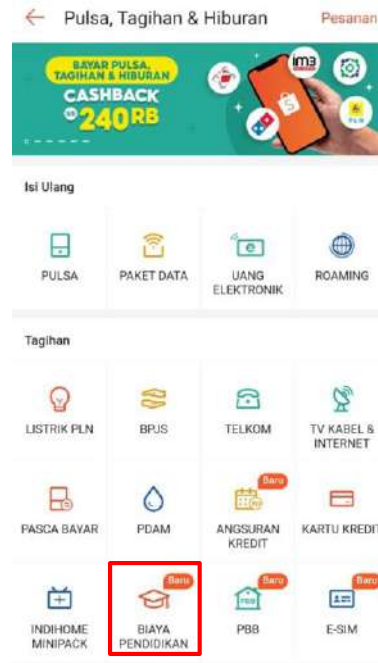 Pulsa, Tagihan & Hiburan
Pesanan
BAYAR PULSA,
TAGIHAN & HIBURAN
CASHBACK
240RB
im3
PLN
Isi Ulang
PULSA
PAKET DATA
UANG
ELEKTRONIK
ROAMING
Tagihan
LISTRIK PLN
BPJS
TELKOM
TV KABEL &
INTERNET
Baru
PASCA BAYAR
PDAM
ANGSURAN
KREDIT
KARTU KREDIT
Baru
Baru
Baru
PBB
INDIHOME
MINIPACK
BIAYA
PENDIDIKAN
PBB
E-SIM